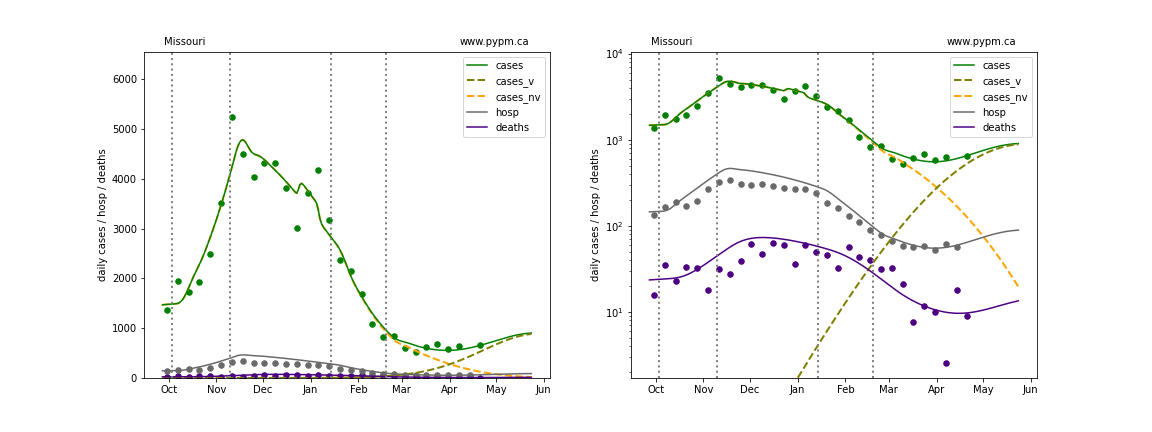 Missouri www.pypm.ca
daily cases / hosp / deaths
6000
5000
4000
3000
2000
1000
0
cases
cases_v
cases_nv
hosp
deaths
Oct Nov Dec Jan Feb Mar Apr May Jun
Missouri www.pypm.ca
daily cases / hosp / deaths
10⁴
10³
10²
10¹
cases
cases_v
cases_nv
hosp
deaths
Oct Nov Dec Jan Feb Mar Apr May Jun